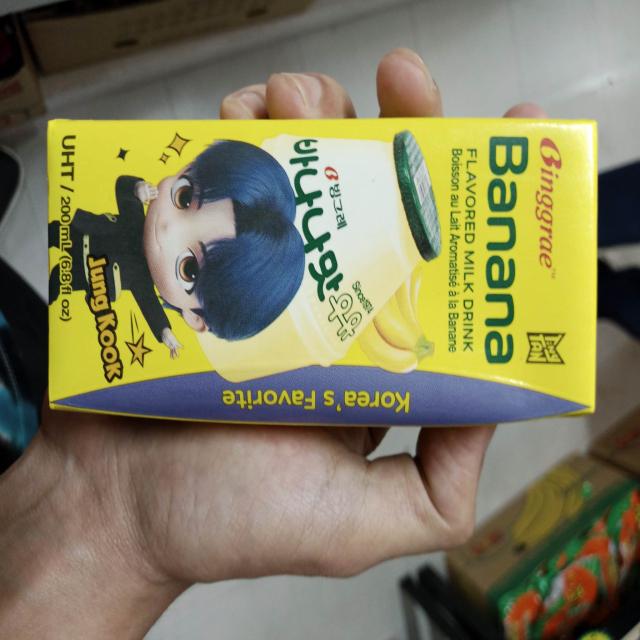 Binggrae™
Banana
FLAVORED MILK DRINK
Boisson au Lait Aromatisé à la Banane
빙그레
바나나맛
우유
Since1974
Jung Kook
UHT / 200mL (6.8fl oz)
Korea's Favorite